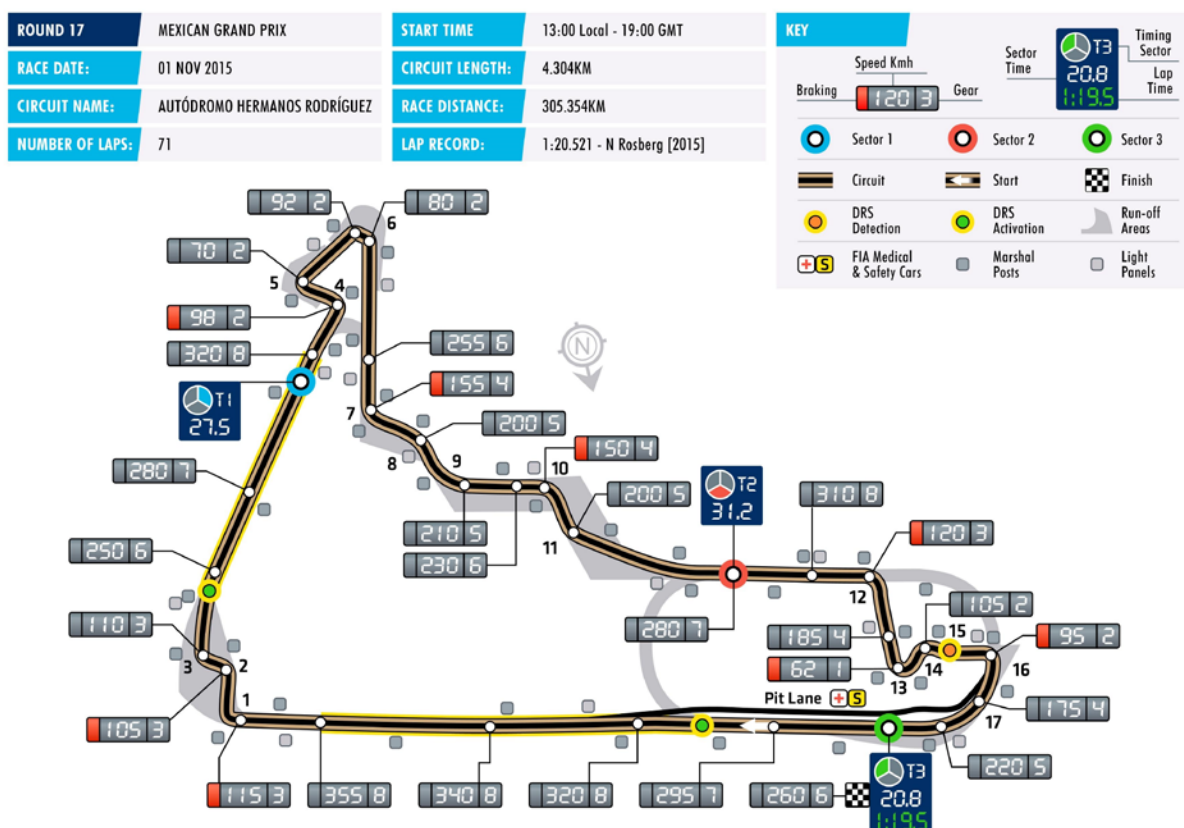 ROUND 17 MEXICAN GRAND PRIX
RACE DATE: 01 NOV 2015
CIRCUIT NAME: AUTÓDROMO HERMANOS RODRÍGUEZ
NUMBER OF LAPS: 71
START TIME 13:00 Local - 19:00 GMT
CIRCUIT LENGTH: 4.304KM
RACE DISTANCE: 305.354KM
LAP RECORD: 1:20.521 - N Rosberg [2015]
KEY
Speed Kmh
Braking 120 3 Gear
Sector Time
T3
20.8
1:19.5
Timing Sector
Lap Time
Sector 1 Sector 2 Sector 3
Circuit Start Finish
DRS Detection
DRS Activation
Run-off Areas
+ S FIA Medical & Safety Cars
Marshal Posts
Light Panels
92 2
80 2
6
70 2
5
4
98 2
320 8
255 6
N
T1
27.5
155 4
7
200 5
8
9
10
150 4
280 7
T2
31.2
310 8
200 5
120 3
210 5
11
250 6
230 6
12
105 2
110 3
280 7
185 4
15
95 2
3
2
62 1
14
16
13
1
Pit Lane + S
17
175 4
105 3
115 3
355 8
340 8
320 8
295 7
260 6
T3
20.8
1:19.5
220 5